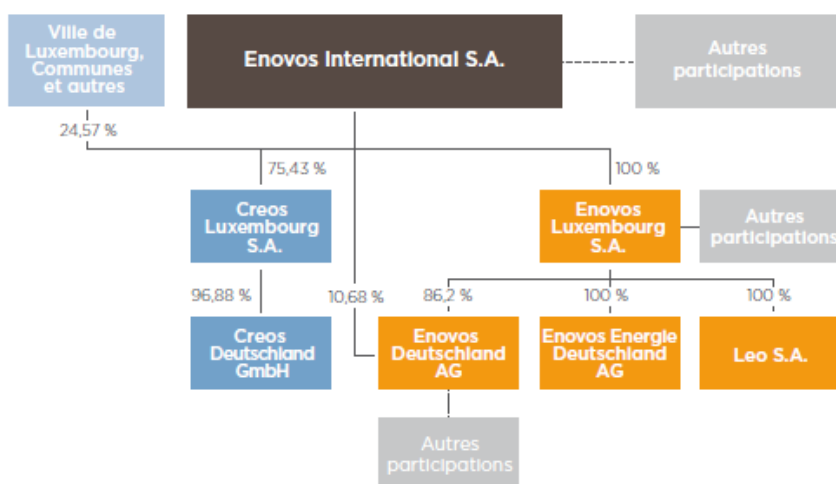 Ville de
Luxembourg,
Communes
et autres
Enovos International S.A.
Autres
participations
24,57 %
75,43 %
100 %
Creos
Luxembourg
S.A.
Enovos
Luxembourg
S.A.
Autres
participations
96,88 %
10,68 %
86,2 %
100 %
100 %
Creos
Deutschland
GmbH
Enovos
Deutschland
AG
Enovos Energie
Deutschland
AG
Leo S.A.
Autres
participations